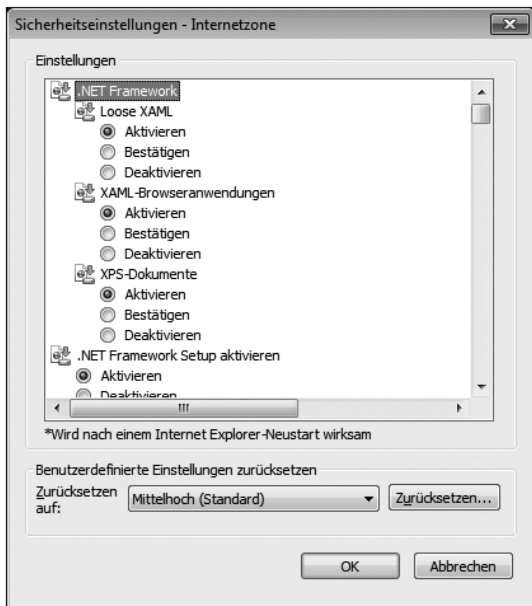 Sicherheitseinstellungen - Internetzone
Einstellungen
.NET Framework
Loose XAML
Aktivieren
Bestätigen
Deaktivieren
XAML-Browseranwendungen
Aktivieren
Bestätigen
Deaktivieren
XPS-Dokumente
Aktivieren
Bestätigen
Deaktivieren
.NET Framework Setup aktivieren
Aktivieren
Deaktivieren
*Wird nach einem Internet Explorer-Neustart wirksam
Benutzerdefinierte Einstellungen zurücksetzen
Zurücksetzen auf:
Mittelhoch (Standard)
Zurücksetzen...
OK
Abbrechen